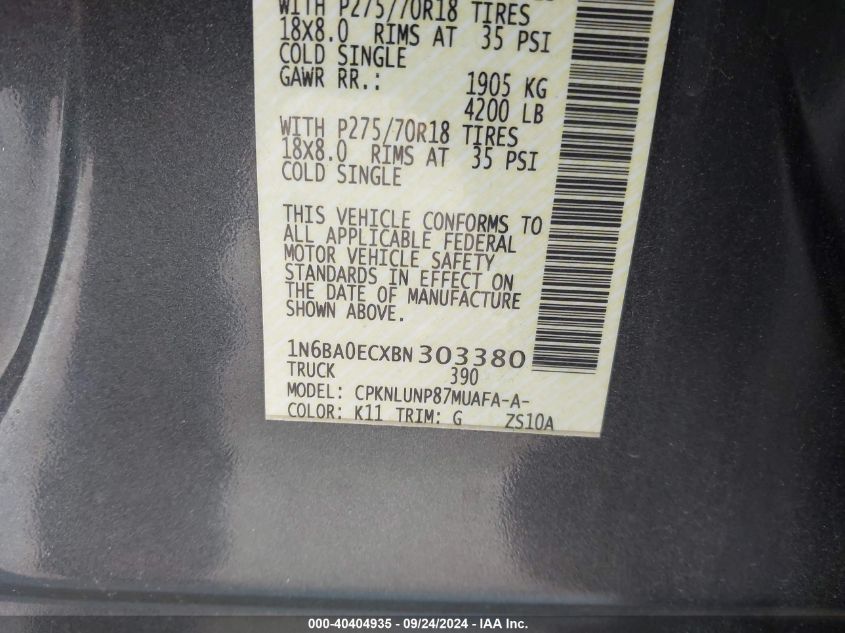 WITH P275/70R18 TIRES
18X8.0 RIMS AT 35 PSI
COLD SINGLE
GAWR RR.: 1905 KG
4200 LB
WITH P275/70R18 TIRES
18X8.0 RIMS AT 35 PSI
COLD SINGLE
THIS VEHICLE CONFORMS TO
ALL APPLICABLE FEDERAL
MOTOR VEHICLE SAFETY
STANDARDS IN EFFECT ON
THE DATE OF MANUFACTURE
SHOWN ABOVE.
1N6BA0ECXBN 303380
TRUCK 390
MODEL: CPKNLUNP87MUAFA-A-
COLOR: K11 TRIM: G ZS10A
000-40404935 - 09/24/2024 - IAA Inc.